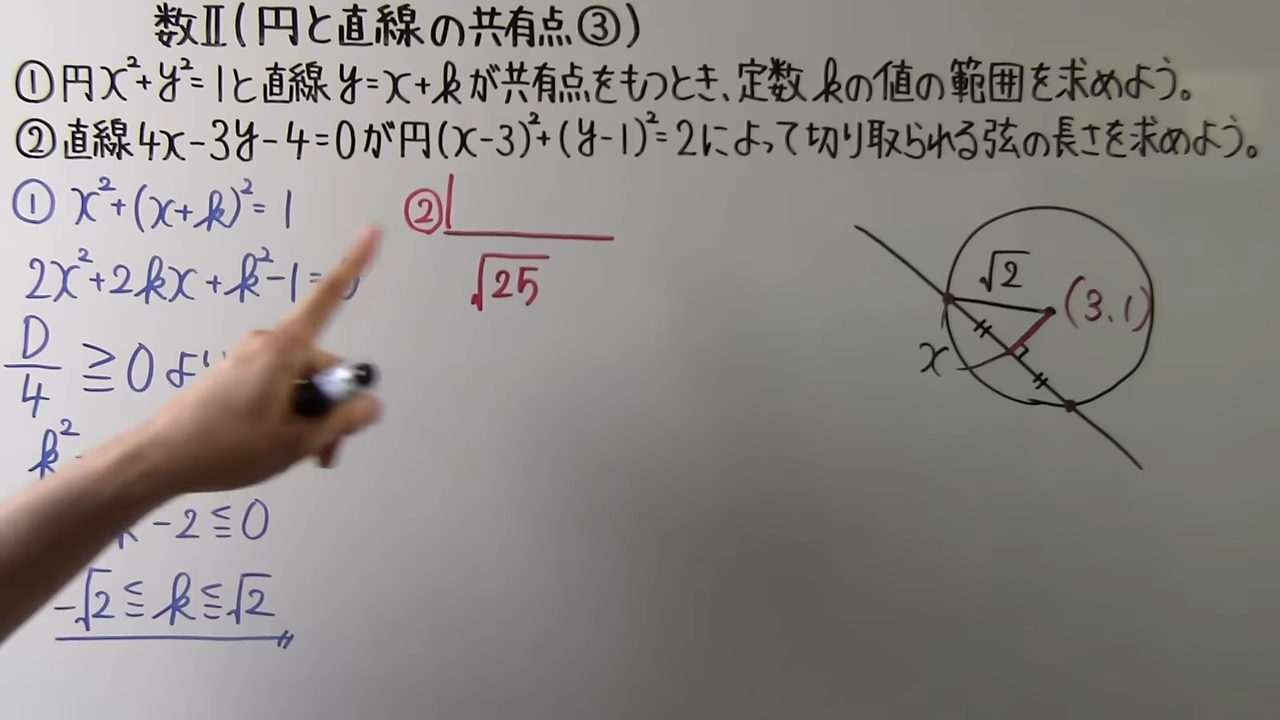 数Ⅱ(円と直線の共有点③)
①円x²+y²=1と直線y=x+kが共有点をもつとき、定数kの値の範囲を求めよう。
②直線4x-3y-4=0が円(x-3)²+(y-1)²=2によって切り取られる弦の長さを求めよう。
① x²+(x+k)²=1
2x²+2kx+k²-1=0
D/4≧0より
k²
-2≦0
-√2≦k≦√2
② |
√25
√2
(3.1)
x